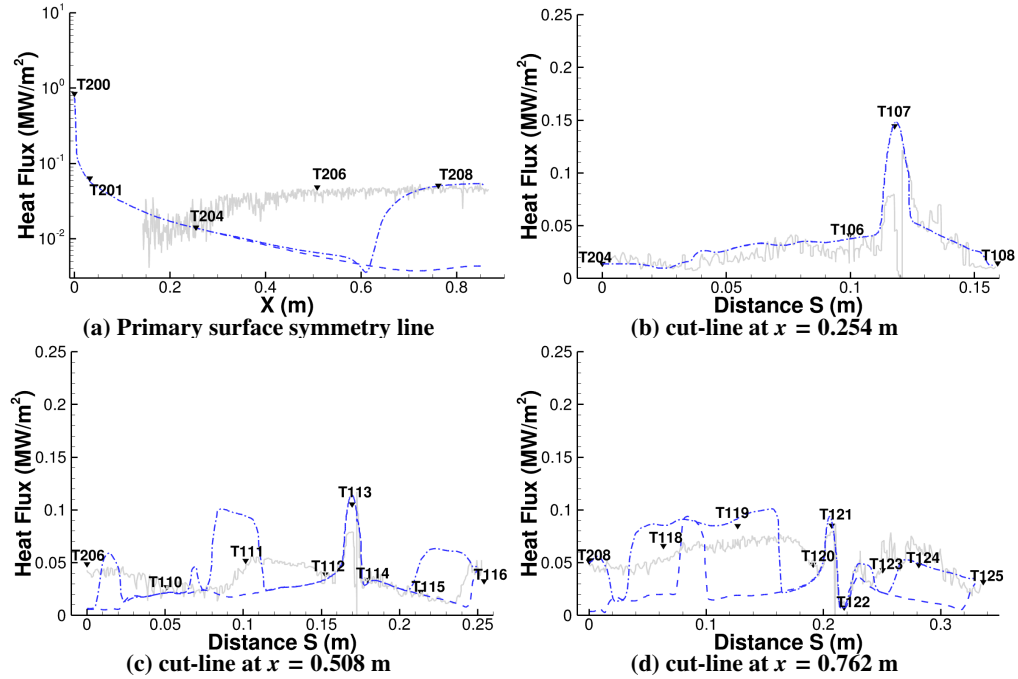 Heat Flux (MW/m²)
10¹
10⁰
10⁻¹
10⁻²
T200
T201
T204
T206
T208
0 0.2 0.4 0.6 0.8
X (m)
(a) Primary surface symmetry line
Heat Flux (MW/m²)
0.25
0.2
0.15
0.1
0.05
0
T107
T106
T204
T108
0 0.05 0.1 0.15
Distance S (m)
(b) cut-line at x = 0.254 m
Heat Flux (MW/m²)
0.25
0.2
0.15
0.1
0.05
0
T113
T206
T111
T112
T114
T110
T115
T116
0 0.05 0.1 0.15 0.2 0.25
Distance S (m)
(c) cut-line at x = 0.508 m
Heat Flux (MW/m²)
0.25
0.2
0.15
0.1
0.05
0
T119
T121
T118
T208
T120
T123
T124
T125
T122
0 0.1 0.2 0.3
Distance S (m)
(d) cut-line at x = 0.762 m